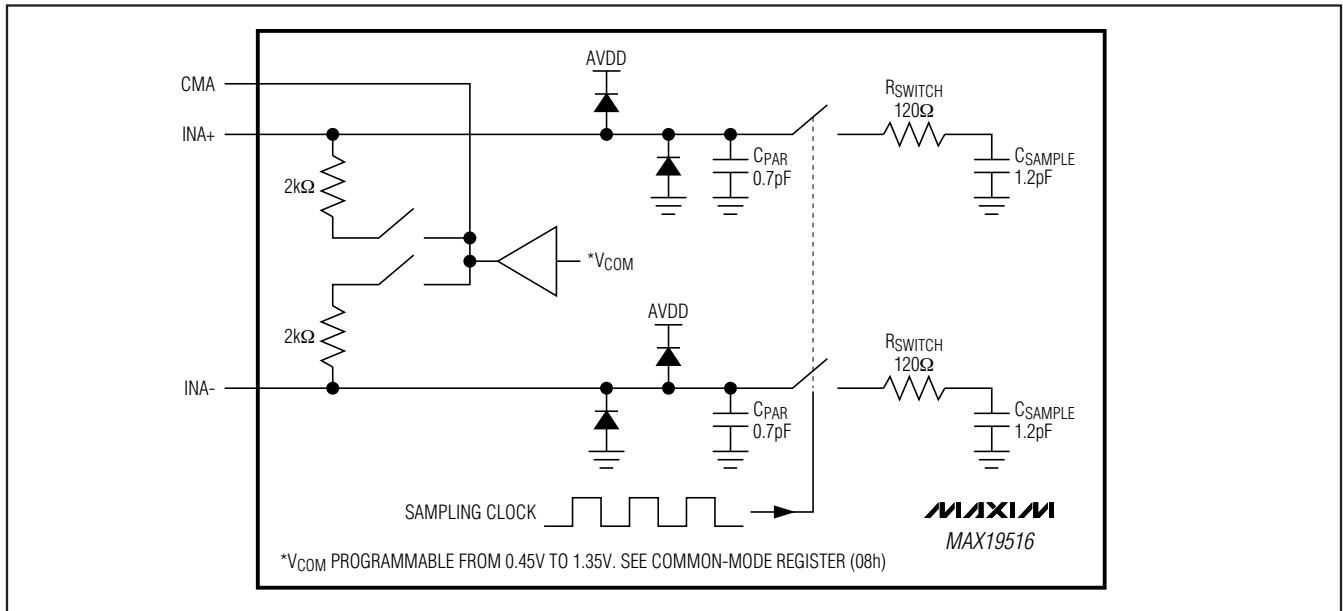 AVDD
CMA
RSWITCH
120Ω
INA+
CPAR
0.7pF
CSAMPLE
1.2pF
2kΩ
*VCOM
AVDD
2kΩ
RSWITCH
120Ω
INA-
CPAR
0.7pF
CSAMPLE
1.2pF
SAMPLING CLOCK
MAXIM
MAX19516
*VCOM PROGRAMMABLE FROM 0.45V TO 1.35V. SEE COMMON-MODE REGISTER (08h)